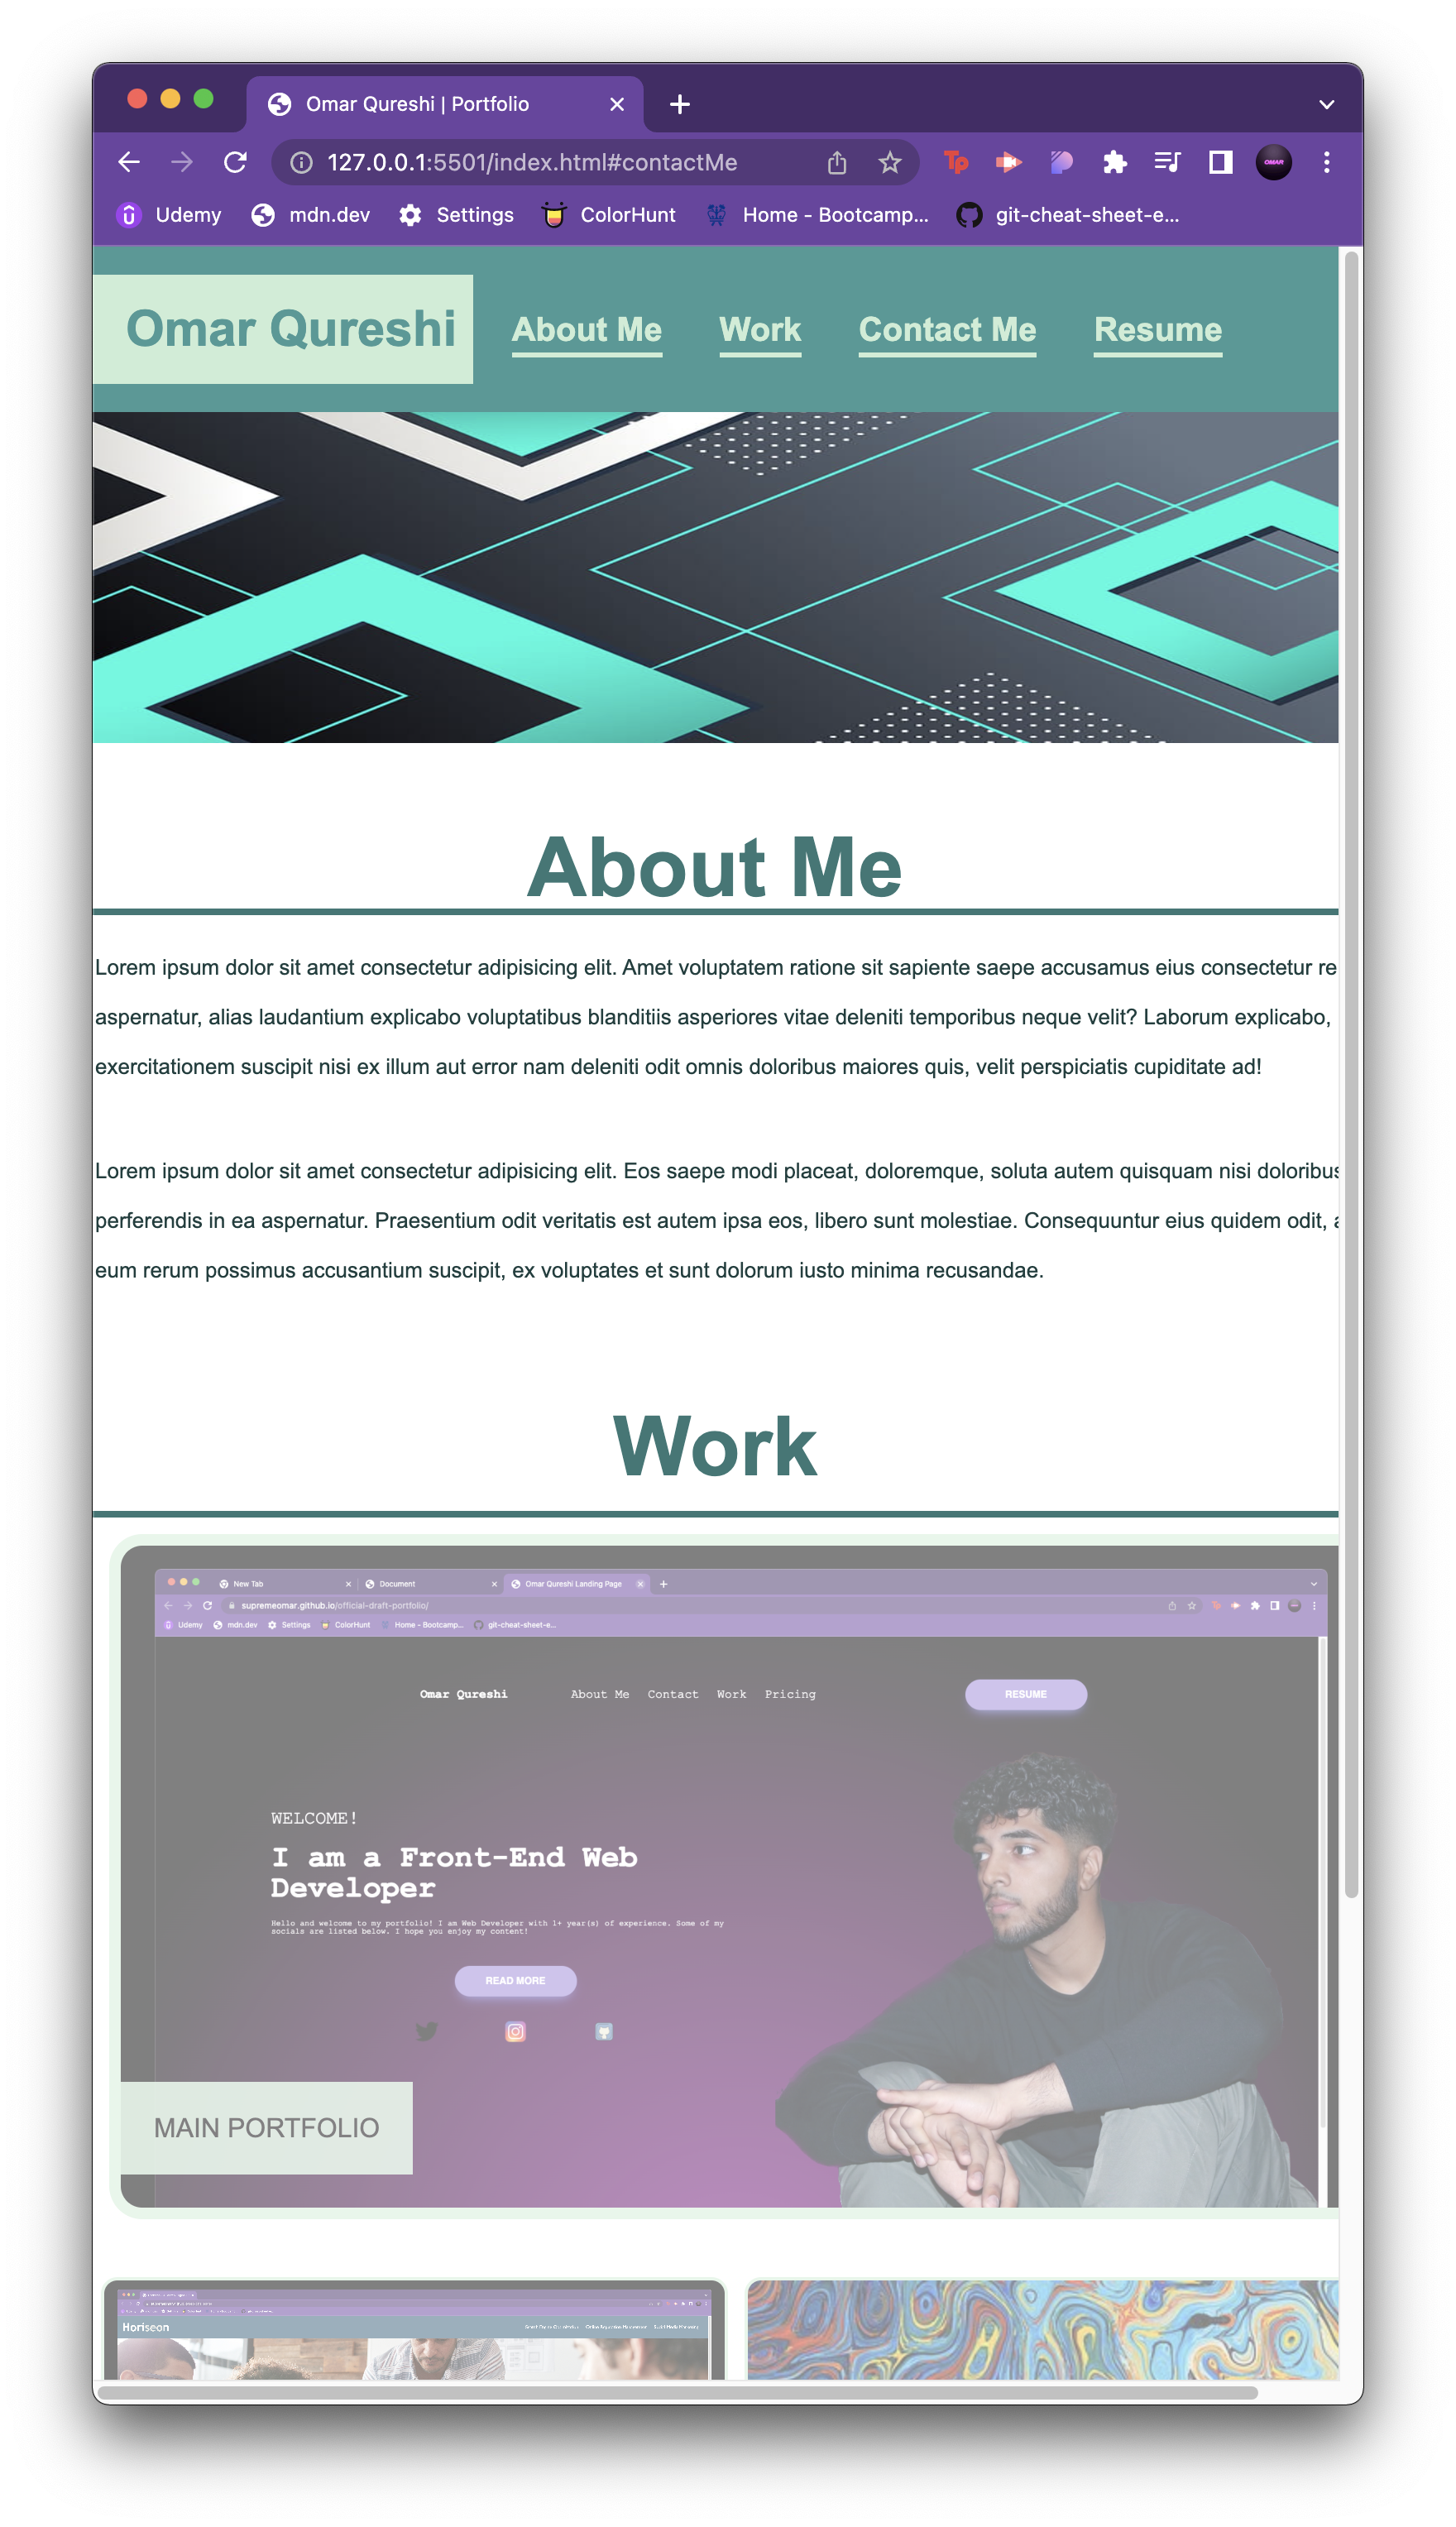 Omar Qureshi | Portfolio
127.0.0.1:5501/index.html#contactMe
Udemy mdn.dev Settings ColorHunt Home - Bootcamp... git-cheat-sheet-e...
Omar Qureshi About Me Work Contact Me Resume
About Me
Lorem ipsum dolor sit amet consectetur adipisicing elit. Amet voluptatem ratione sit sapiente saepe accusamus eius consectetur re
aspernatur, alias laudantium explicabo voluptatibus blanditiis asperiores vitae deleniti temporibus neque velit? Laborum explicabo,
exercitationem suscipit nisi ex illum aut error nam deleniti odit omnis doloribus maiores quis, velit perspiciatis cupiditate ad!
Lorem ipsum dolor sit amet consectetur adipisicing elit. Eos saepe modi placeat, doloremque, soluta autem quisquam nisi doloribus
perferendis in ea aspernatur. Praesentium odit veritatis est autem ipsa eos, libero sunt molestiae. Consequuntur eius quidem odit, a
eum rerum possimus accusantium suscipit, ex voluptates et sunt dolorum iusto minima recusandae.
Work
New Tab Document Omar Qureshi Landing Page
supremeomar.github.io/official-draft-portfolio/
Udemy mdn.dev Settings ColorHunt Home - Bootcamp... git-cheat-sheet-e...
Omar Qureshi About Me Contact Work Pricing RESUME
WELCOME!
I am a Front-End Web
Developer
Hello and welcome to my portfolio! I am Web Developer with 1+ year(s) of experience. Some of my
socials are listed below. I hope you enjoy my content!
READ MORE
MAIN PORTFOLIO
Horiseon